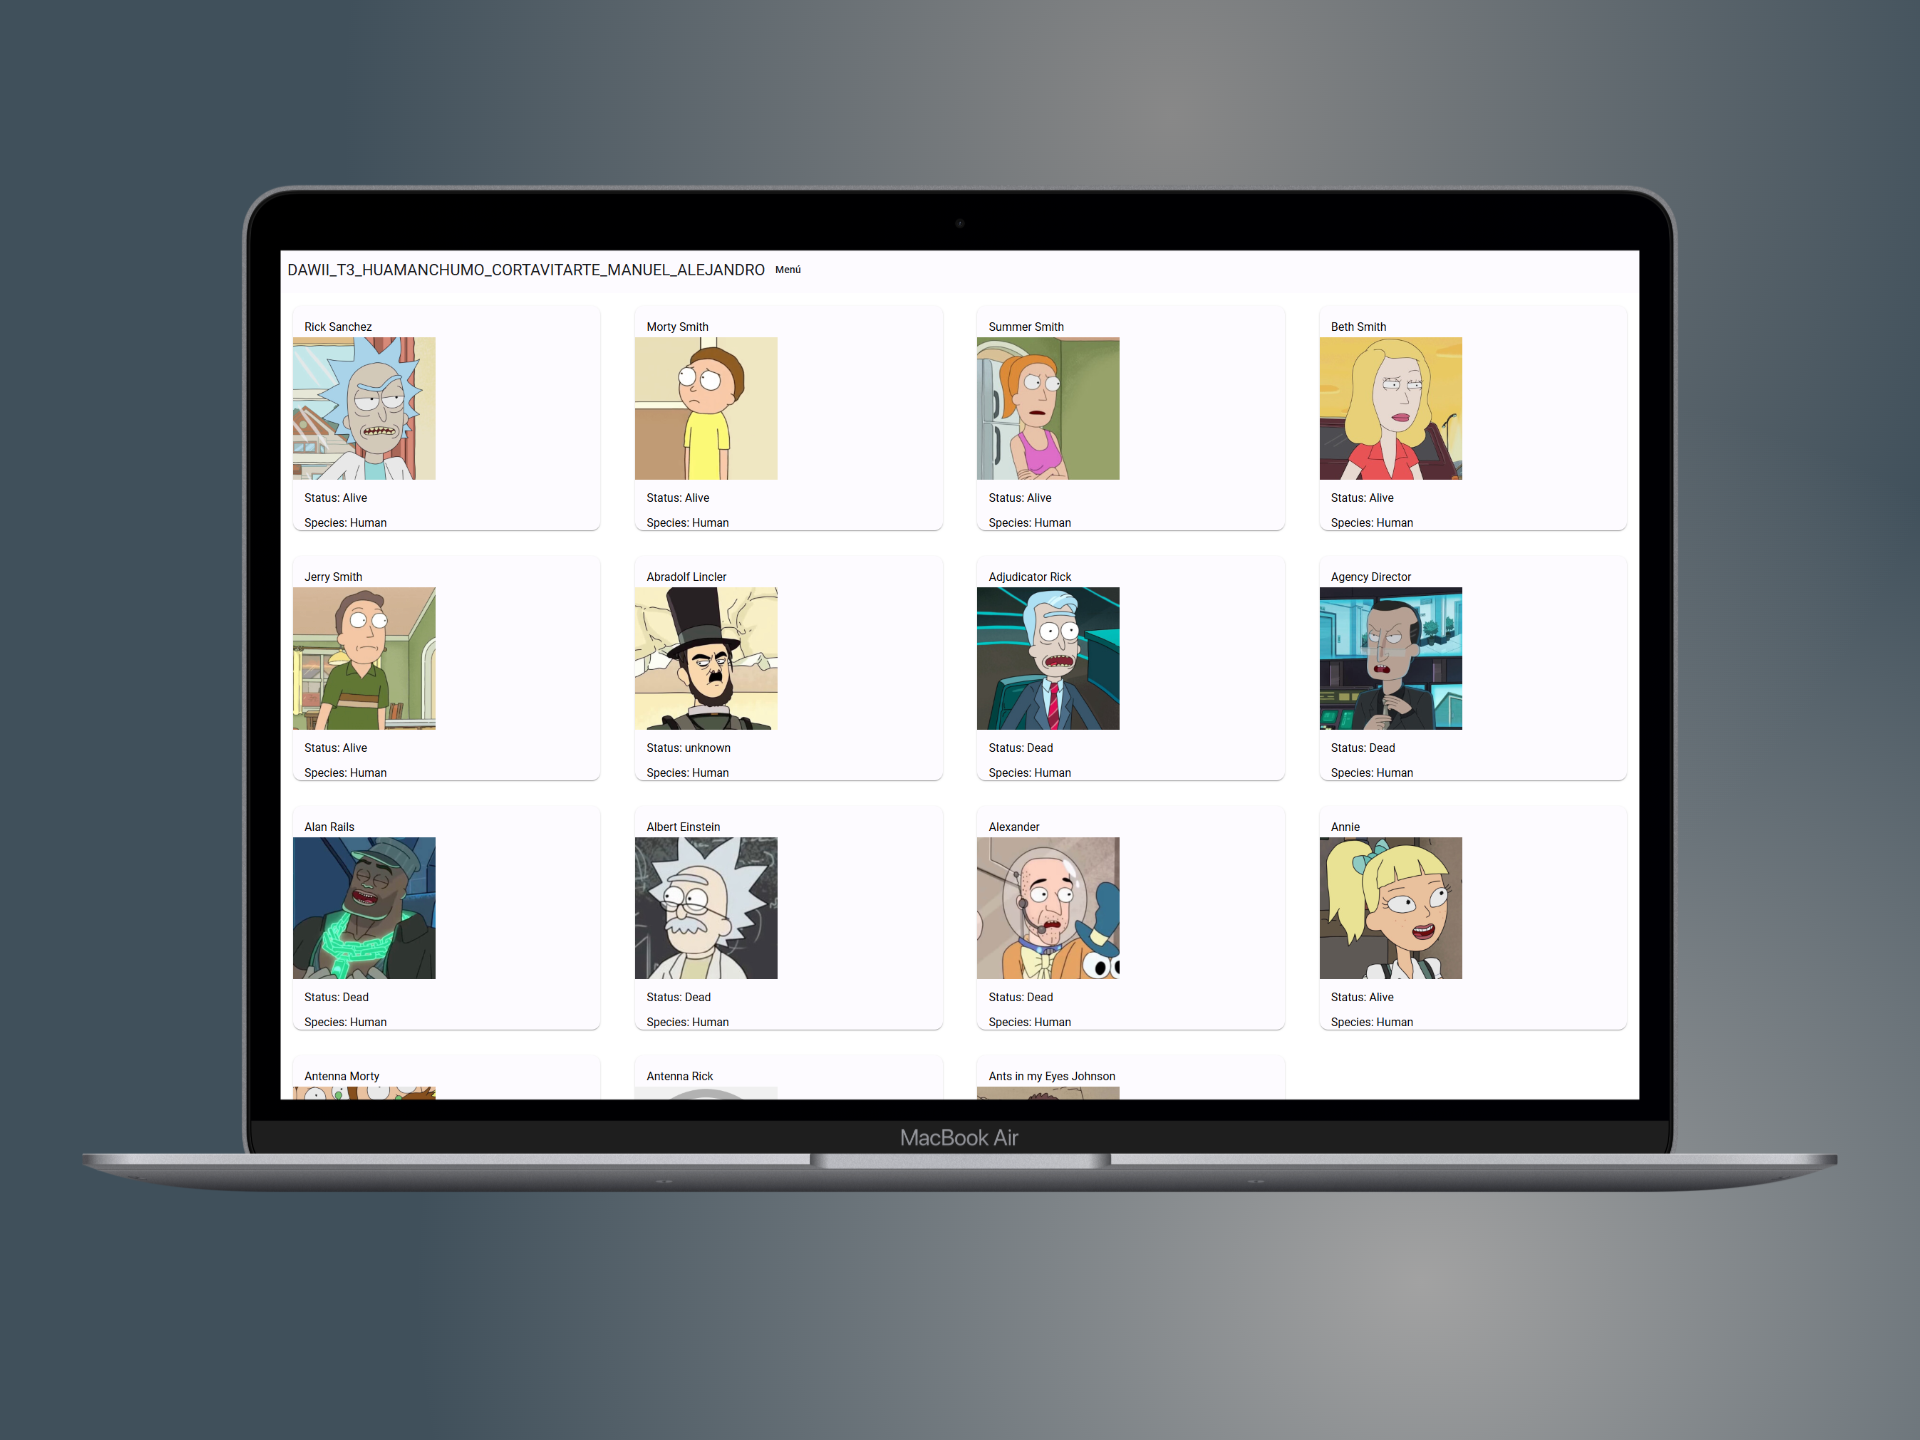 DAWII_T3_HUAMANCHUMO_CORTAVITARTE_MANUEL_ALEJANDRO Menú
Rick Sanchez
Status: Alive
Species: Human
Morty Smith
Status: Alive
Species: Human
Summer Smith
Status: Alive
Species: Human
Beth Smith
Status: Alive
Species: Human
Jerry Smith
Status: Alive
Species: Human
Abradolf Lincler
Status: unknown
Species: Human
Adjudicator Rick
Status: Dead
Species: Human
Agency Director
Status: Dead
Species: Human
Alan Rails
Status: Dead
Species: Human
Albert Einstein
Status: Dead
Species: Human
Alexander
Status: Dead
Species: Human
Annie
Status: Alive
Species: Human
Antenna Morty
Antenna Rick
Ants in my Eyes Johnson
MacBook Air